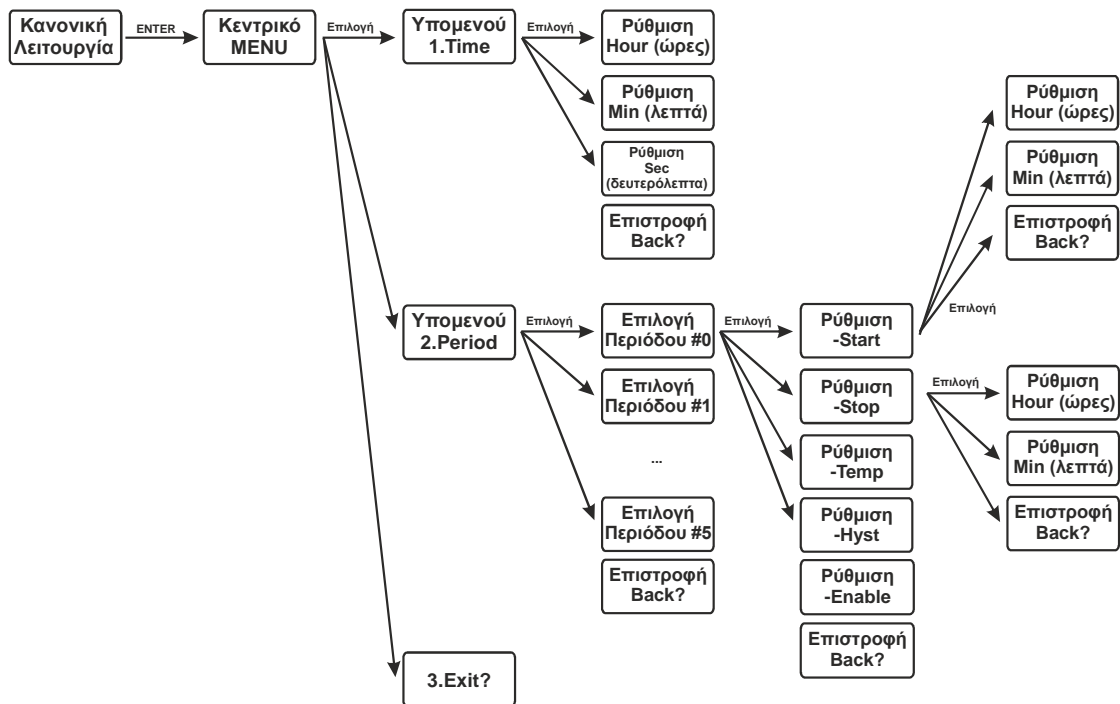 Κανονική
Λειτουργία
ENTER
Κεντρικό
MENU
Επιλογή
Υπομενού
1.Time
Επιλογή
Ρύθμιση
Hour (ώρες)
Ρύθμιση
Min (λεπτά)
Ρύθμιση
Sec
(δευτερόλεπτα)
Επιστροφή
Back?
Υπομενού
2.Period
Επιλογή
Επιλογή
Περιόδου #0
Επιλογή
Περιόδου #1
...
Επιλογή
Περιόδου #5
Επιστροφή
Back?
Επιλογή
Ρύθμιση
-Start
Ρύθμιση
-Stop
Ρύθμιση
-Temp
Ρύθμιση
-Hyst
Ρύθμιση
-Enable
Επιστροφή
Back?
Ρύθμιση
Hour (ώρες)
Ρύθμιση
Min (λεπτά)
Επιστροφή
Back?
Επιλογή
Επιλογή
Ρύθμιση
Hour (ώρες)
Ρύθμιση
Min (λεπτά)
Επιστροφή
Back?
3.Exit?